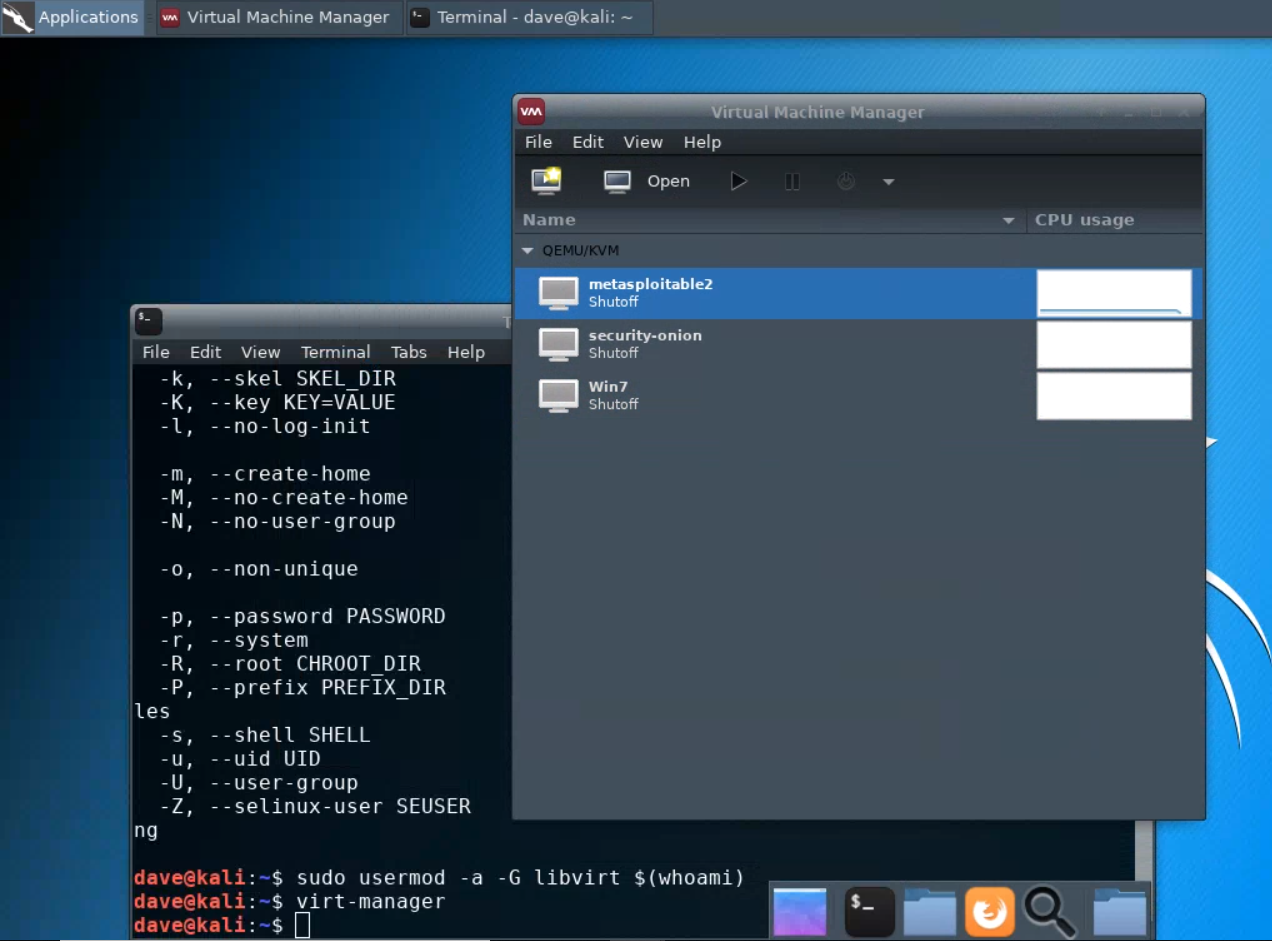 Applications
Virtual Machine Manager
Terminal - dave@kali: ~
Virtual Machine Manager
File Edit View Help
Open
Name CPU usage
QEMU/KVM
metasploitable2
Shutoff
security-onion
Shutoff
Win7
Shutoff
File Edit View Terminal Tabs Help
-k, --skel SKEL_DIR
-K, --key KEY=VALUE
-l, --no-log-init
-m, --create-home
-M, --no-create-home
-N, --no-user-group
-o, --non-unique
-p, --password PASSWORD
-r, --system
-R, --root CHROOT_DIR
-P, --prefix PREFIX_DIR
les
-s, --shell SHELL
-u, --uid UID
-U, --user-group
-Z, --selinux-user SEUSER
ng
dave@kali:~$ sudo usermod -a -G libvirt $(whoami)
dave@kali:~$ virt-manager
dave@kali:~$